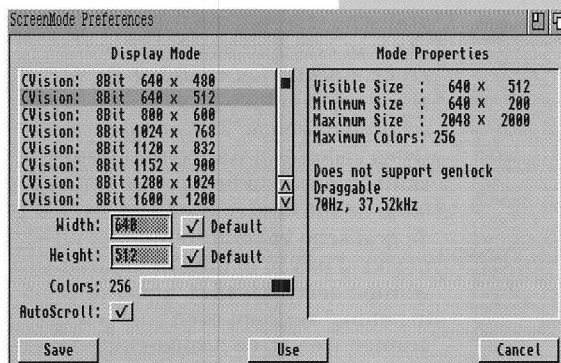 ScreenMode Preferences
Display Mode
CVision: 8Bit 640 x 480
CVision: 8Bit 640 x 512
CVision: 8Bit 800 x 600
CVision: 8Bit 1024 x 768
CVision: 8Bit 1120 x 832
CVision: 8Bit 1152 x 900
CVision: 8Bit 1280 x 1024
CVision: 8Bit 1600 x 1200
Width: 640 √ Default
Height: 512 √ Default
Colors: 256
AutoScroll: √
Mode Properties
Visible Size : 640 x 512
Minimum Size : 640 x 200
Maximum Size : 2048 x 2000
Maximum Colors: 256
Does not support genlock
Draggable
70Hz, 37,52kHz
Save Use Cancel